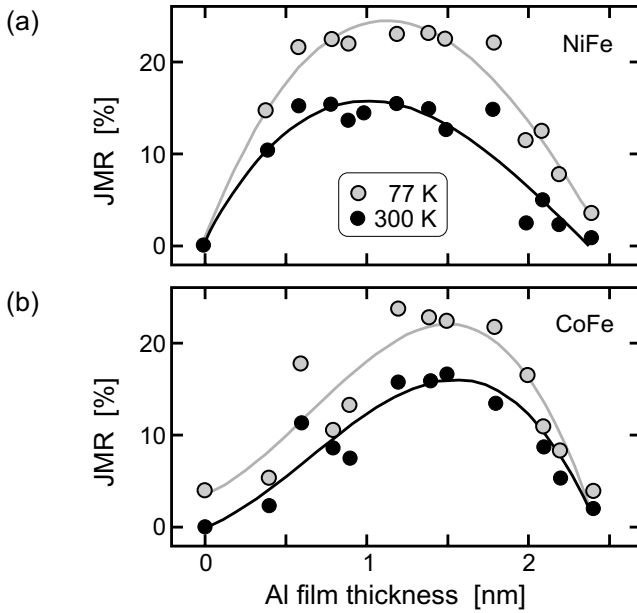 (a)
NiFe
20
10
0
JMR [%]
77 K
300 K
(b)
CoFe
20
10
0
JMR [%]
0
1
2
Al film thickness [nm]